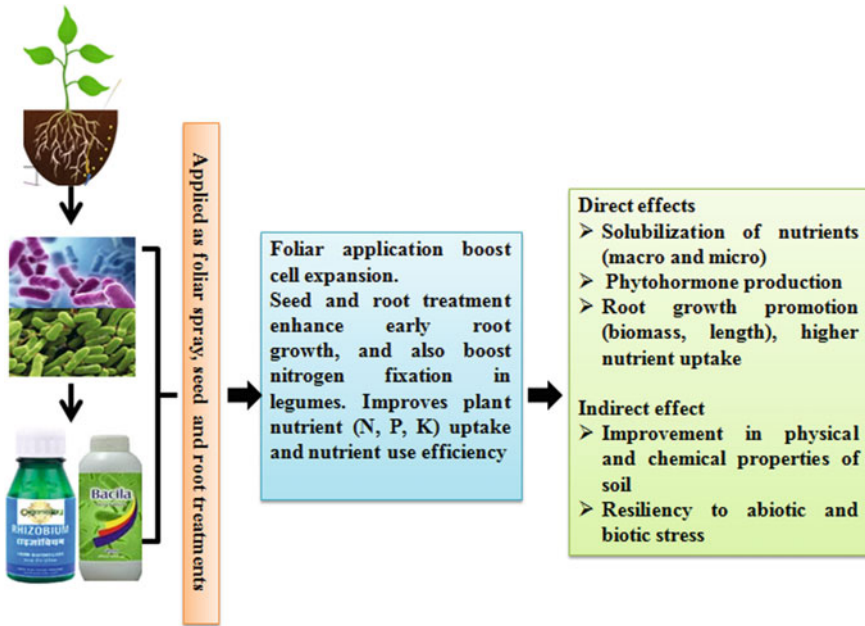 Applied as foliar spray, seed and root treatments
RHIZOBIUM
राइज़ोबियम
Bacila
Foliar application boost
cell expansion.
Seed and root treatment
enhance early root
growth, and also boost
nitrogen fixation in
legumes. Improves plant
nutrient (N, P, K) uptake
and nutrient use efficiency
Direct effects
➢ Solubilization of nutrients
(macro and micro)
➢ Phytohormone production
➢ Root growth promotion
(biomass, length), higher
nutrient uptake
Indirect effect
➢ Improvement in physical
and chemical properties of
soil
➢ Resiliency to abiotic and
biotic stress